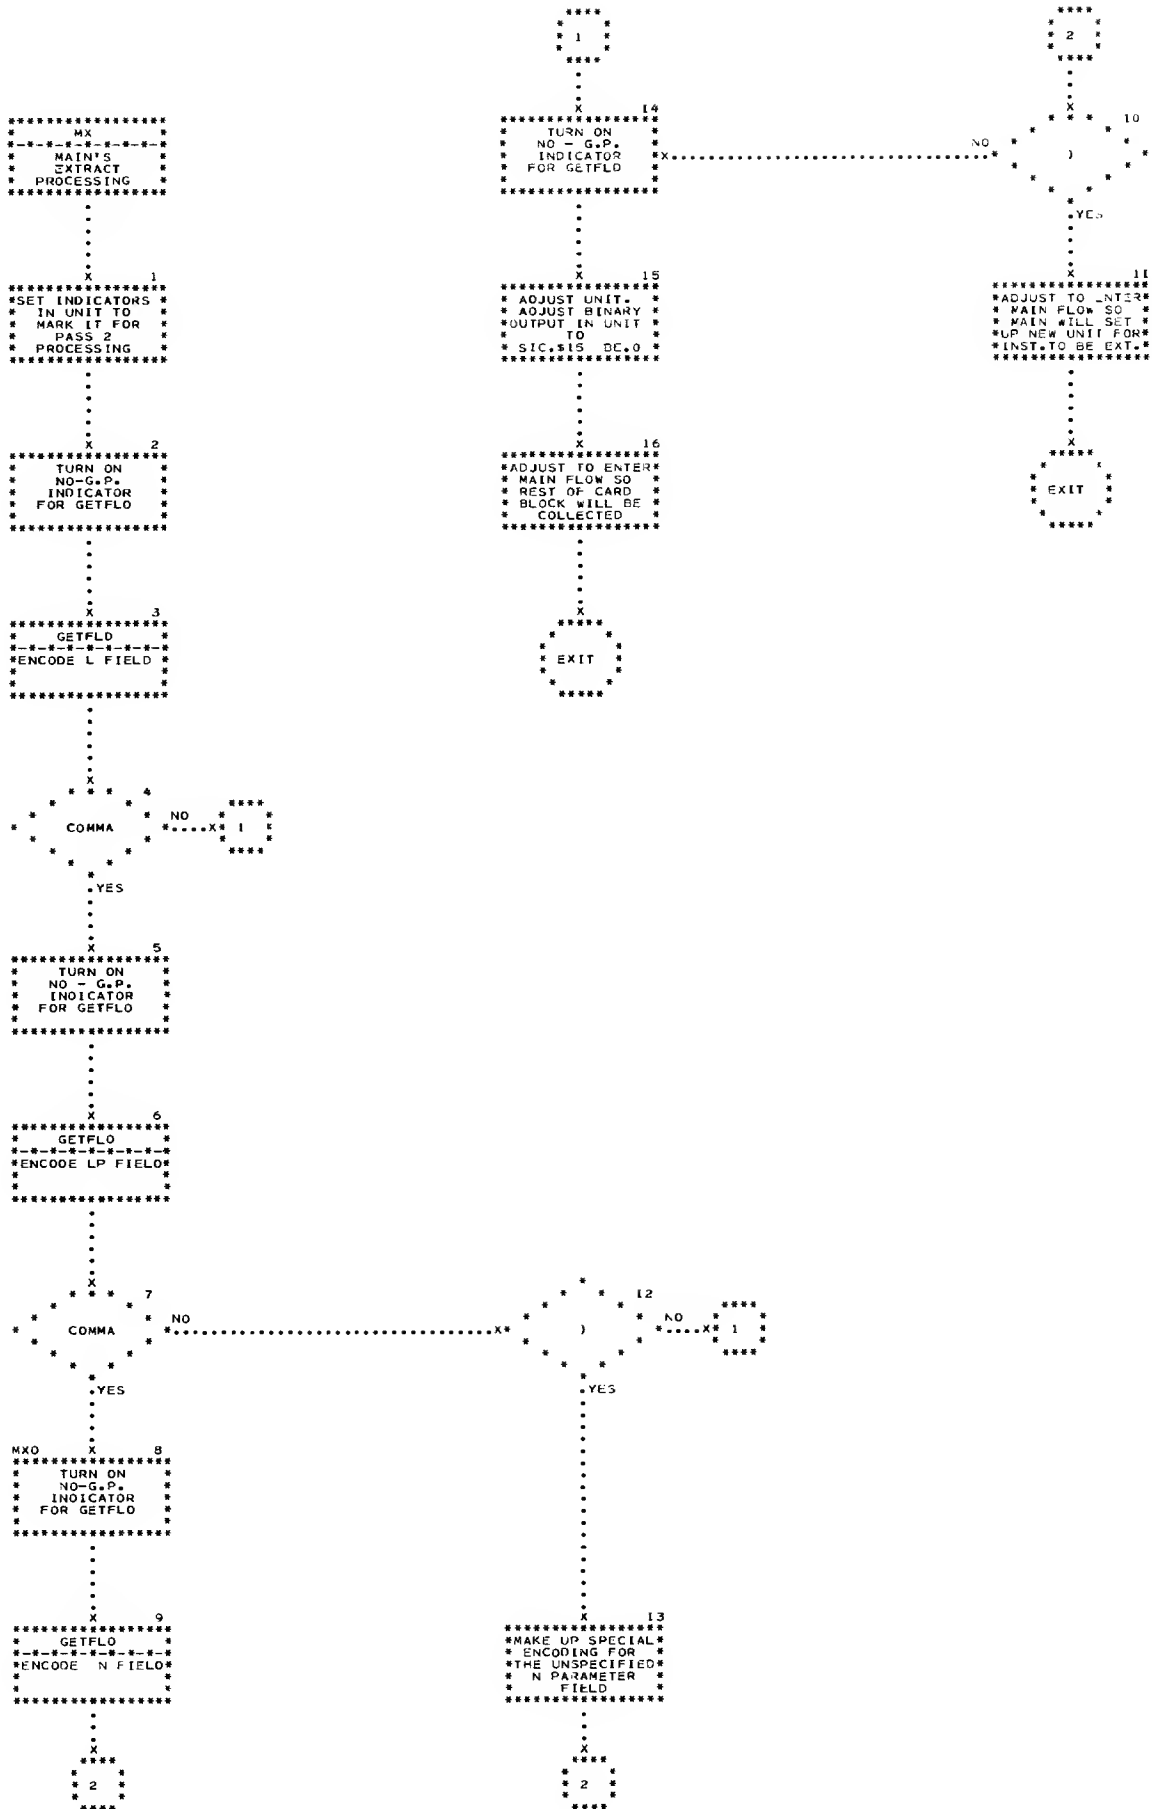 MX
MAIN'S
EXTRACT
PROCESSING
1
SET INDICATORS
IN UNIT TO
MARK IT FOR
PASS 2
PROCESSING
2
TURN ON
NO-G.P.
INDICATOR
FOR GETFLO
3
GETFLD
ENCODE L FIELD
4
COMMA
NO
1
YES
5
TURN ON
NO - G.P.
INOICATOR
FOR GETFLO
6
GETFLO
ENCODE LP FIELD
7
COMMA
NO
YES
MXO
8
TURN ON
NO-G.P.
INOICATOR
FOR GETFLO
9
GETFLO
ENCODE N FIELD
2
12
)
NO
1
YES
13
MAKE UP SPECIAL
ENCODING FOR
THE UNSPECIFIED
N PARAMETER
FIELD
2
1
14
TURN ON
NO - G.P.
INDICATOR
FOR GETFLO
15
ADJUST UNIT.
ADJUST BINARY
OUTPUT IN UNIT
TO
SIC.$15 DE.0
16
ADJUST TO ENTER
MAIN FLOW SO
REST OF CARD
BLOCK WILL BE
COLLECTED
EXIT
2
10
)
NO
YES
11
ADJUST TO ENTER
MAIN FLOW SO
MAIN WILL SET
UP NEW UNIT FOR
INST.TO BE EXT.
EXIT